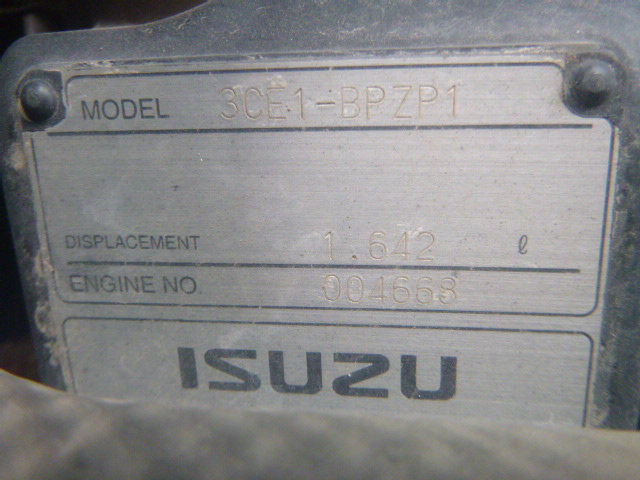 MODEL 3CE1-BPZP1
DISPLACEMENT 1.642 ℓ
ENGINE NO. 004668
ISUZU